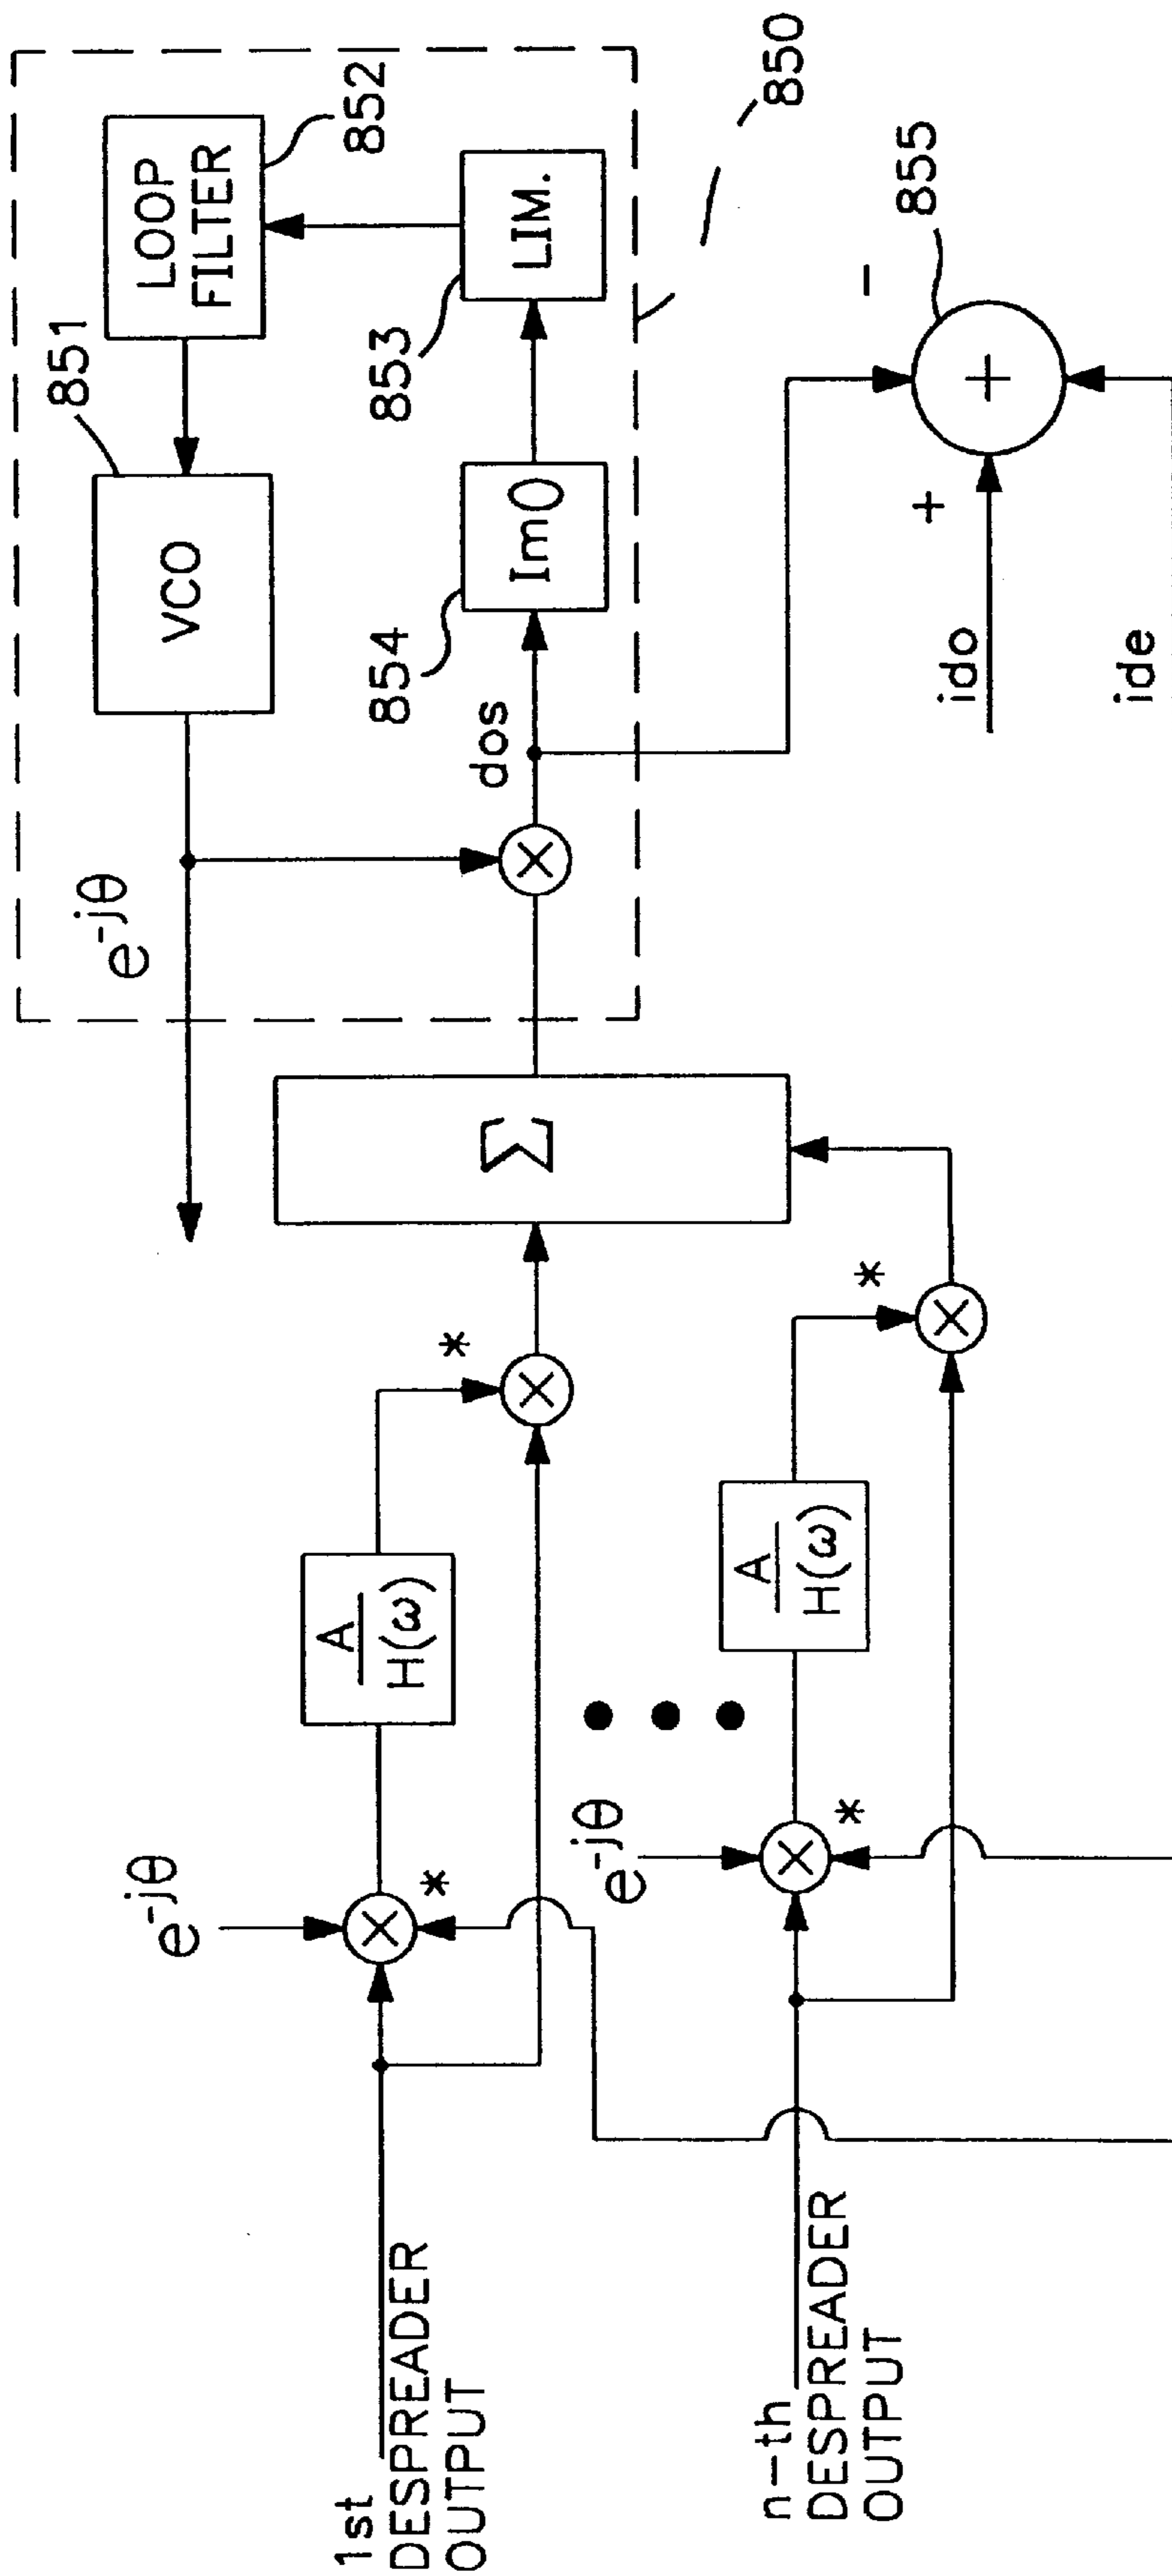 1st
DESPREADER
OUTPUT
e^-jθ
*
A
H(ω)
*
n-th
DESPREADER
OUTPUT
e^-jθ
*
A
H(ω)
*
Σ
e^-jθ
VCO
851
LOOP
FILTER
852
dos
Im()
854
LIM.
853
850
ido
+
-
+
855
ide